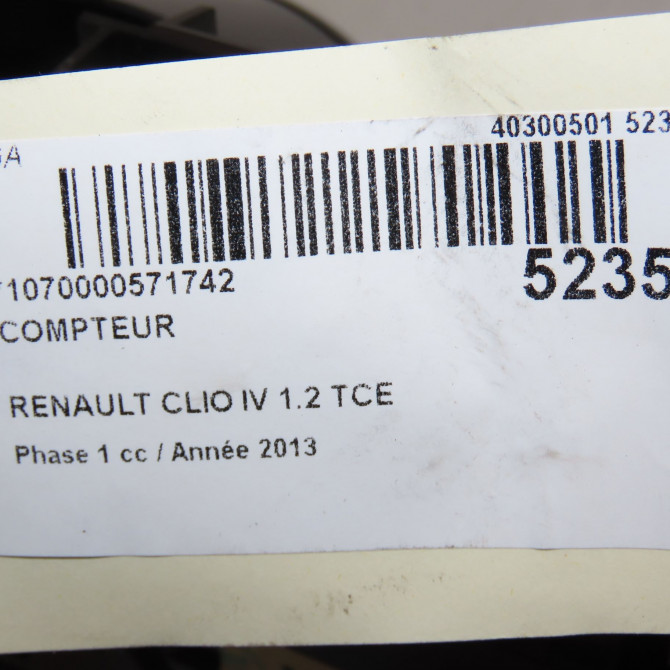 40300501 523
*1070000571742
5235
COMPTEUR
RENAULT CLIO IV 1.2 TCE
Phase 1 cc / Année 2013